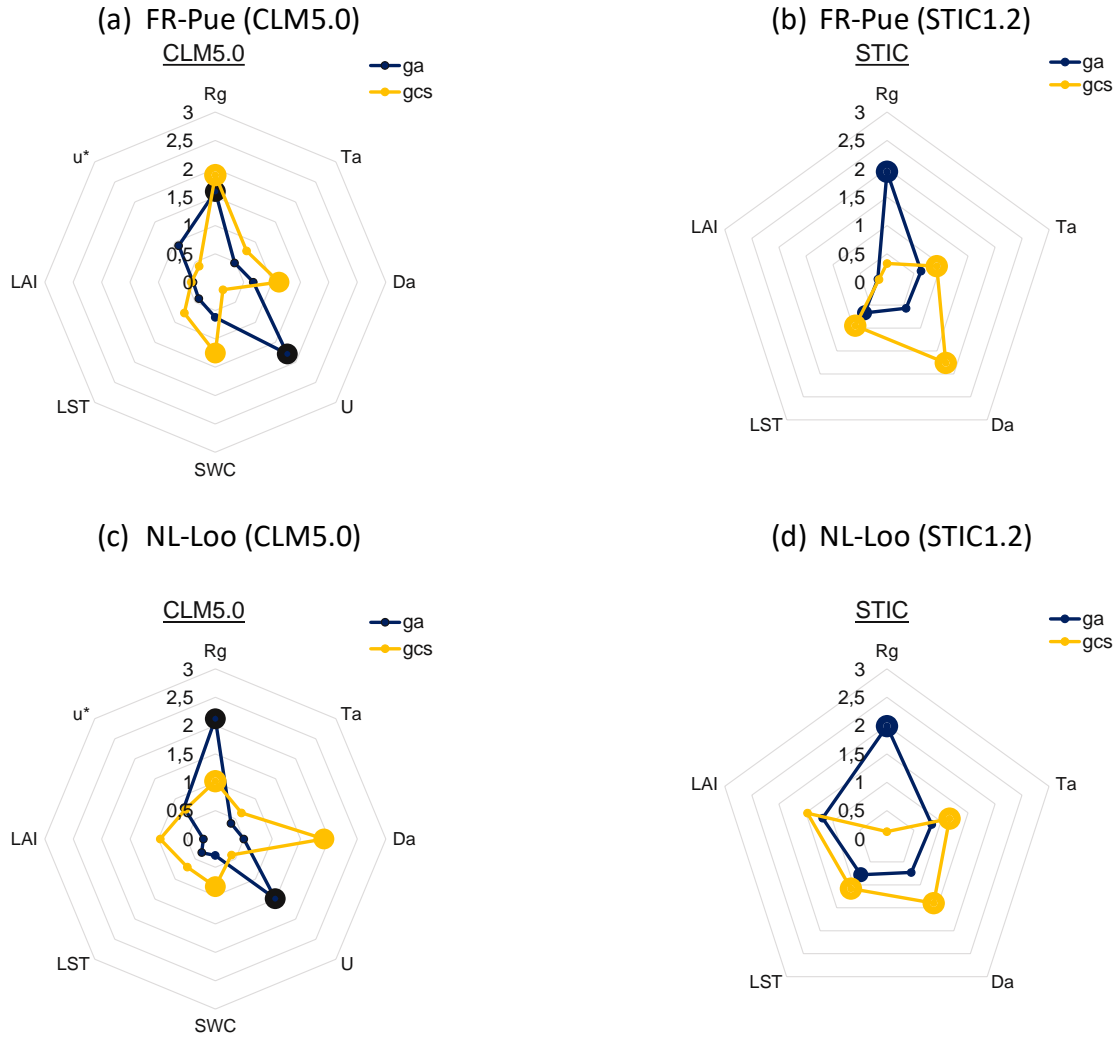 (a) FR-Pue (CLM5.0)
CLM5.0
ga
gcs
Rg
3
2,5
2
1,5
1
0,5
0
Ta
Da
U
SWC
LST
LAI
u*
(b) FR-Pue (STIC1.2)
STIC
ga
gcs
Rg
3
2,5
2
1,5
1
0,5
0
Ta
Da
LST
LAI
(c) NL-Loo (CLM5.0)
CLM5.0
ga
gcs
Rg
3
2,5
2
1,5
1
0,5
0
Ta
Da
U
SWC
LST
LAI
u*
(d) NL-Loo (STIC1.2)
STIC
ga
gcs
Rg
3
2,5
2
1,5
1
0,5
0
Ta
Da
LST
LAI